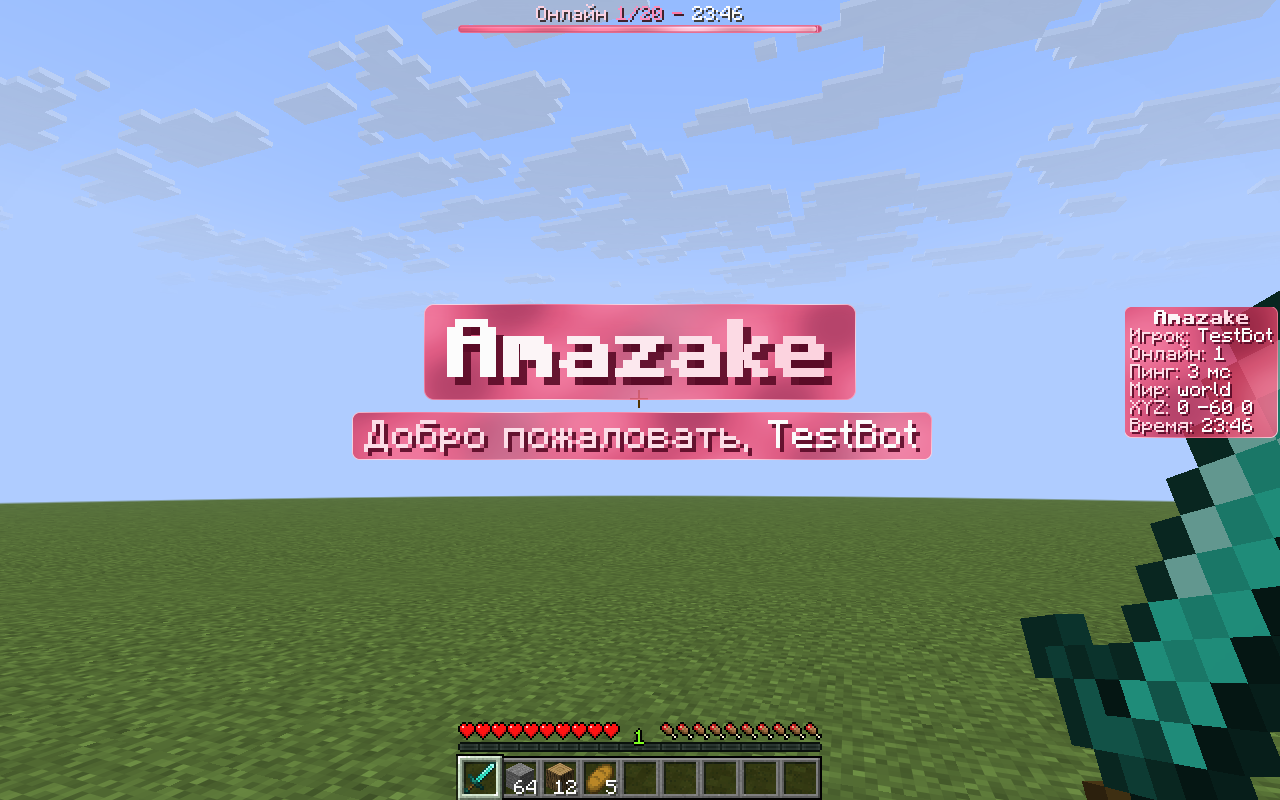 Онлайн 1/20 - 23:46
Amazake
Добро пожаловать, TestBot
Amazake
Игрок: TestBot
Онлайн: 1
Пинг: 3 мс
Мир: world
XYZ: 0 -60 0
Время: 23:46
1
64 12 5